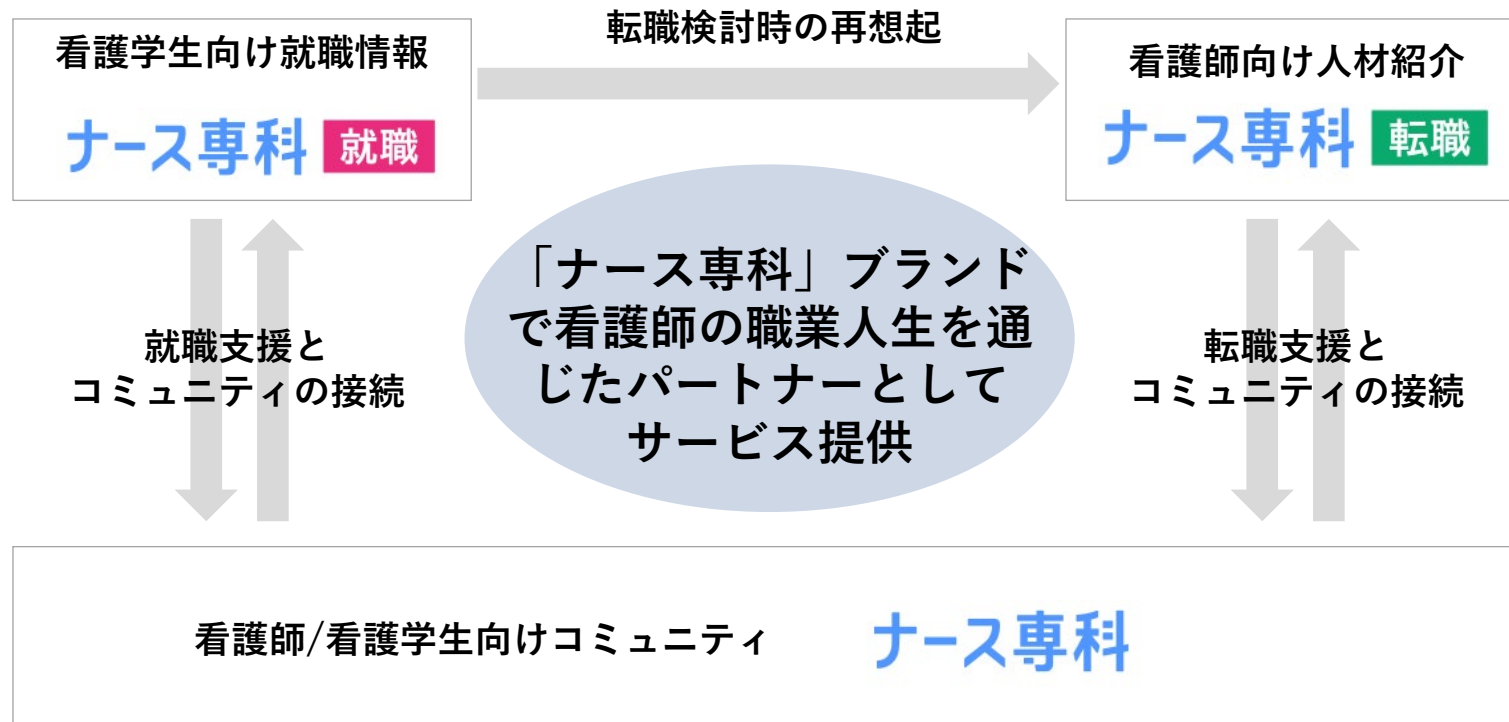 転職検討時の再想起
看護学生向け就職情報
ナース専科 就職
看護師向け人材紹介
ナース専科 転職
「ナース専科」ブランド
で看護師の職業人生を通
じたパートナーとして
サービス提供
就職支援と
コミュニティの接続
転職支援と
コミュニティの接続
看護師/看護学生向けコミュニティ ナース専科